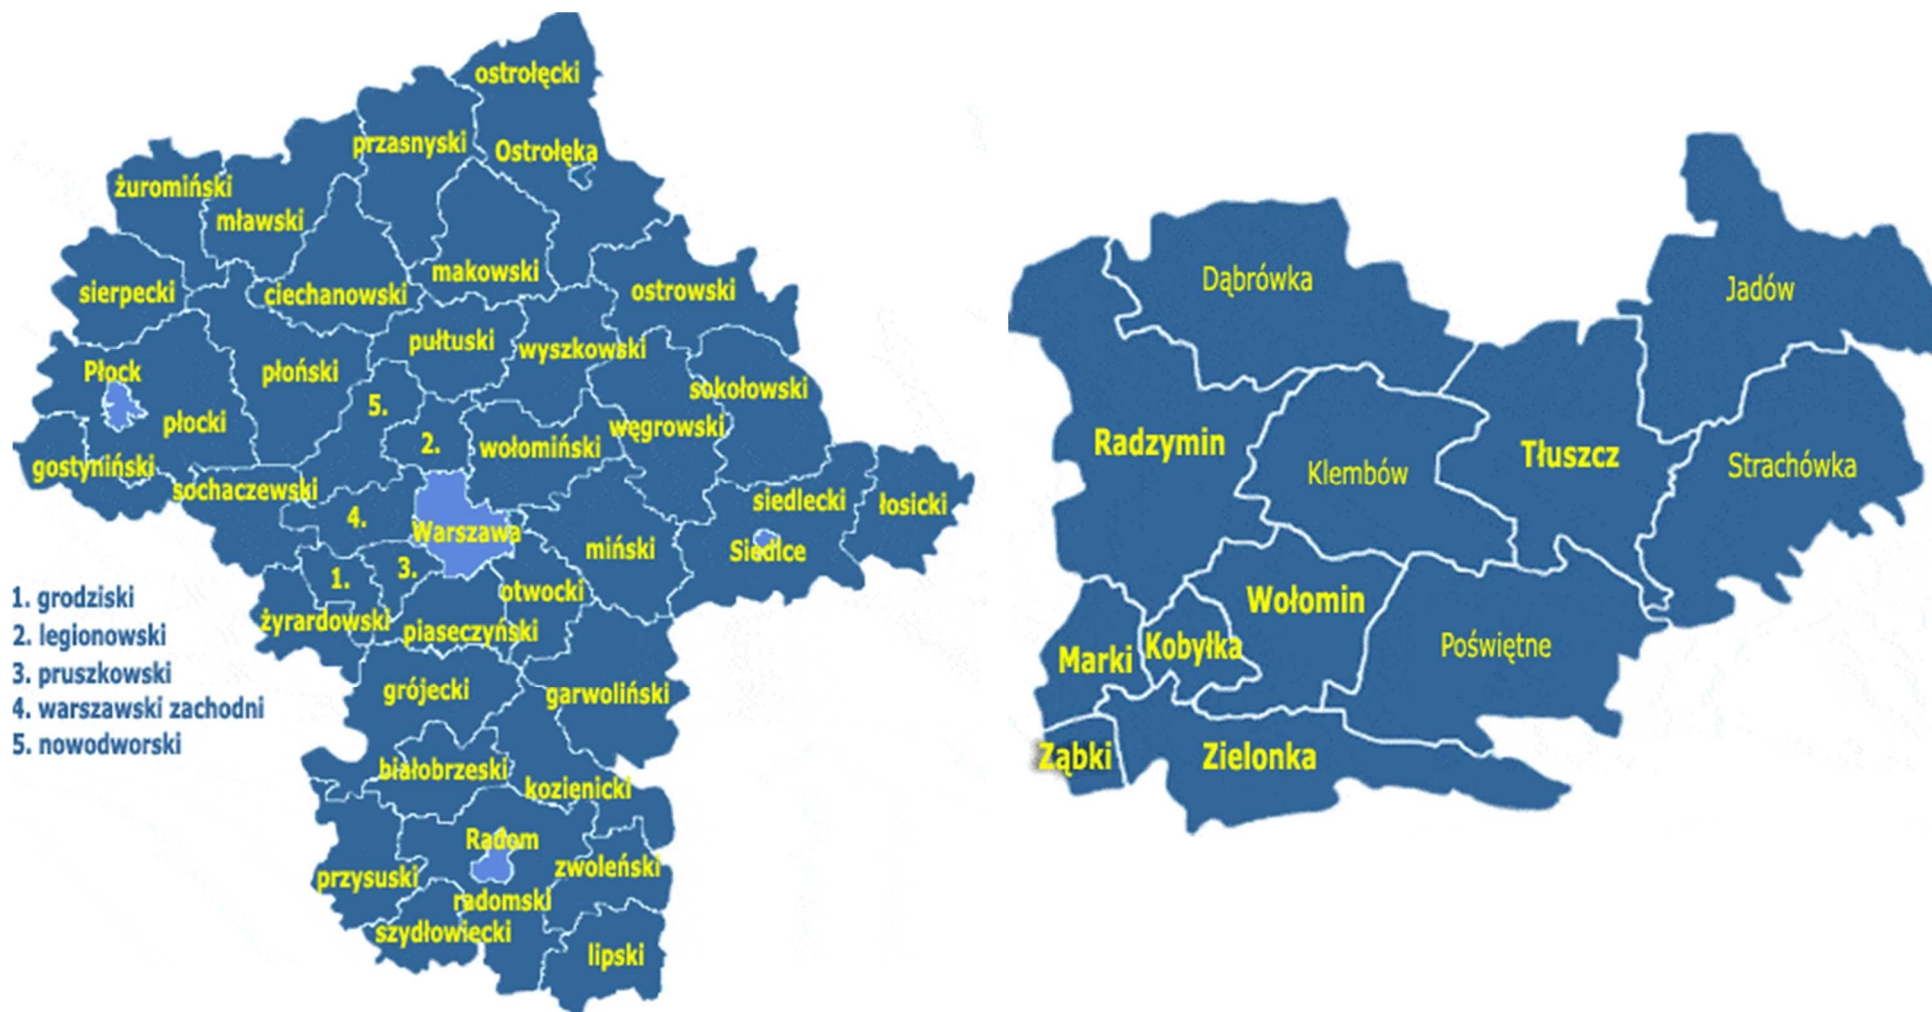 ostrołęcki
przasnyski
Ostrołęka
żuromiński
mławski
makowski
sierpecki
ciechanowski
ostrowski
pułtuski
wyszkowski
Płock
płoński
sokołowski
5.
płocki
węgrowski
2.
wołomiński
gostyniński
sochaczewski
siedlecki
łosicki
4.
Warszawa
miński
Siedlce
3.
1.
otwocki
żyrardowski
piaseczyński
grójecki
garwoliński
białobrzeski
kozienicki
Radom
zwoleński
przysuski
radomski
szydłowiecki
lipski
1. grodziski
2. legionowski
3. pruszkowski
4. warszawski zachodni
5. nowodworski
Dąbrówka
Jadów
Radzymin
Klembów
Tłuszcz
Strachówka
Wołomin
Marki
Kobyłka
Poświętne
Ząbki
Zielonka